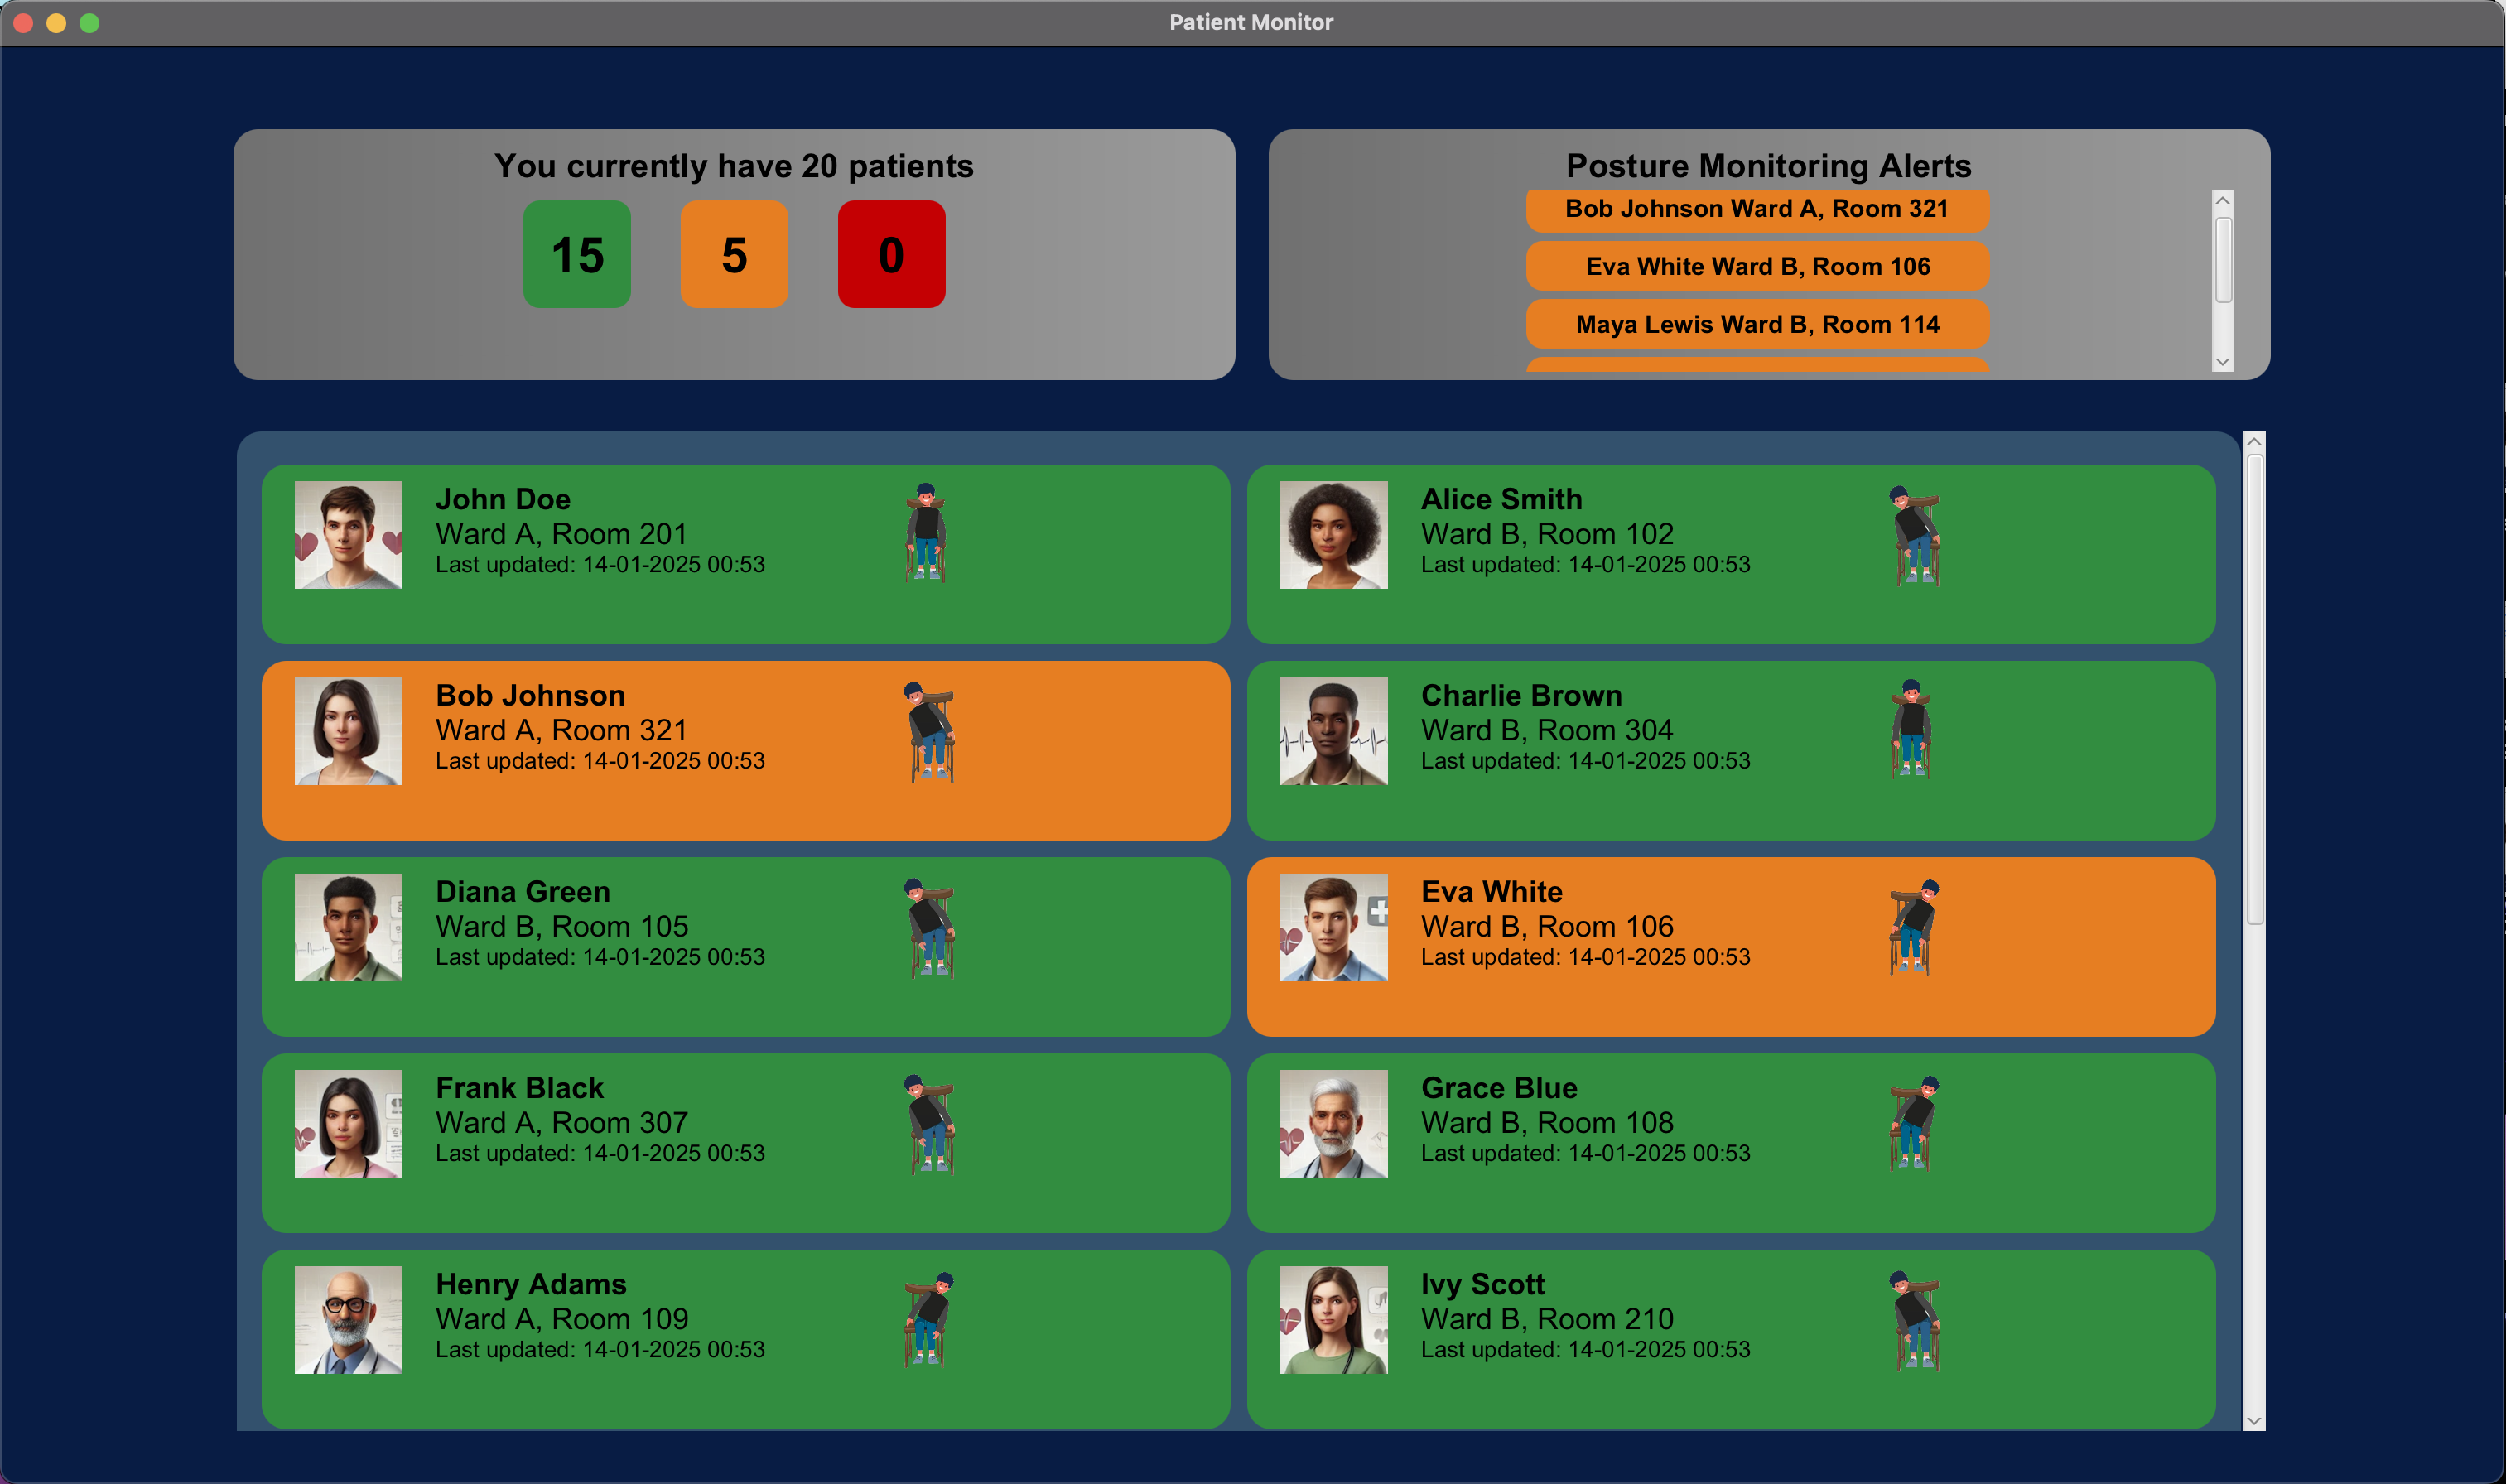 Patient Monitor
You currently have 20 patients
15
5
0
Posture Monitoring Alerts
Bob Johnson Ward A, Room 321
Eva White Ward B, Room 106
Maya Lewis Ward B, Room 114
John Doe
Ward A, Room 201
Last updated: 14-01-2025 00:53
Alice Smith
Ward B, Room 102
Last updated: 14-01-2025 00:53
Bob Johnson
Ward A, Room 321
Last updated: 14-01-2025 00:53
Charlie Brown
Ward B, Room 304
Last updated: 14-01-2025 00:53
Diana Green
Ward B, Room 105
Last updated: 14-01-2025 00:53
Eva White
Ward B, Room 106
Last updated: 14-01-2025 00:53
Frank Black
Ward A, Room 307
Last updated: 14-01-2025 00:53
Grace Blue
Ward B, Room 108
Last updated: 14-01-2025 00:53
Henry Adams
Ward A, Room 109
Last updated: 14-01-2025 00:53
Ivy Scott
Ward B, Room 210
Last updated: 14-01-2025 00:53